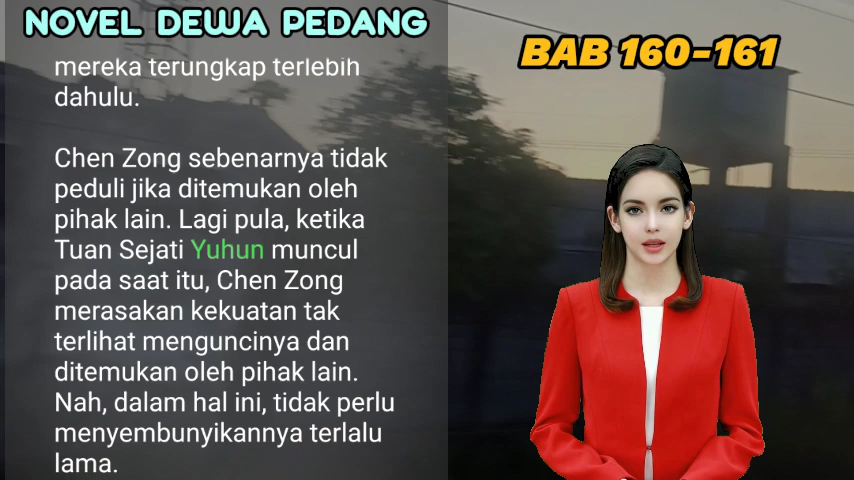 NOVEL DEWA PEDANG
BAB 160-161
mereka terungkap terlebih
dahulu.
Chen Zong sebenarnya tidak
peduli jika ditemukan oleh
pihak lain. Lagi pula, ketika
Tuan Sejati Yuhun muncul
pada saat itu, Chen Zong
merasakan kekuatan tak
terlihat menguncinya dan
ditemukan oleh pihak lain.
Nah, dalam hal ini, tidak perlu
menyembunyikannya terlalu
lama.